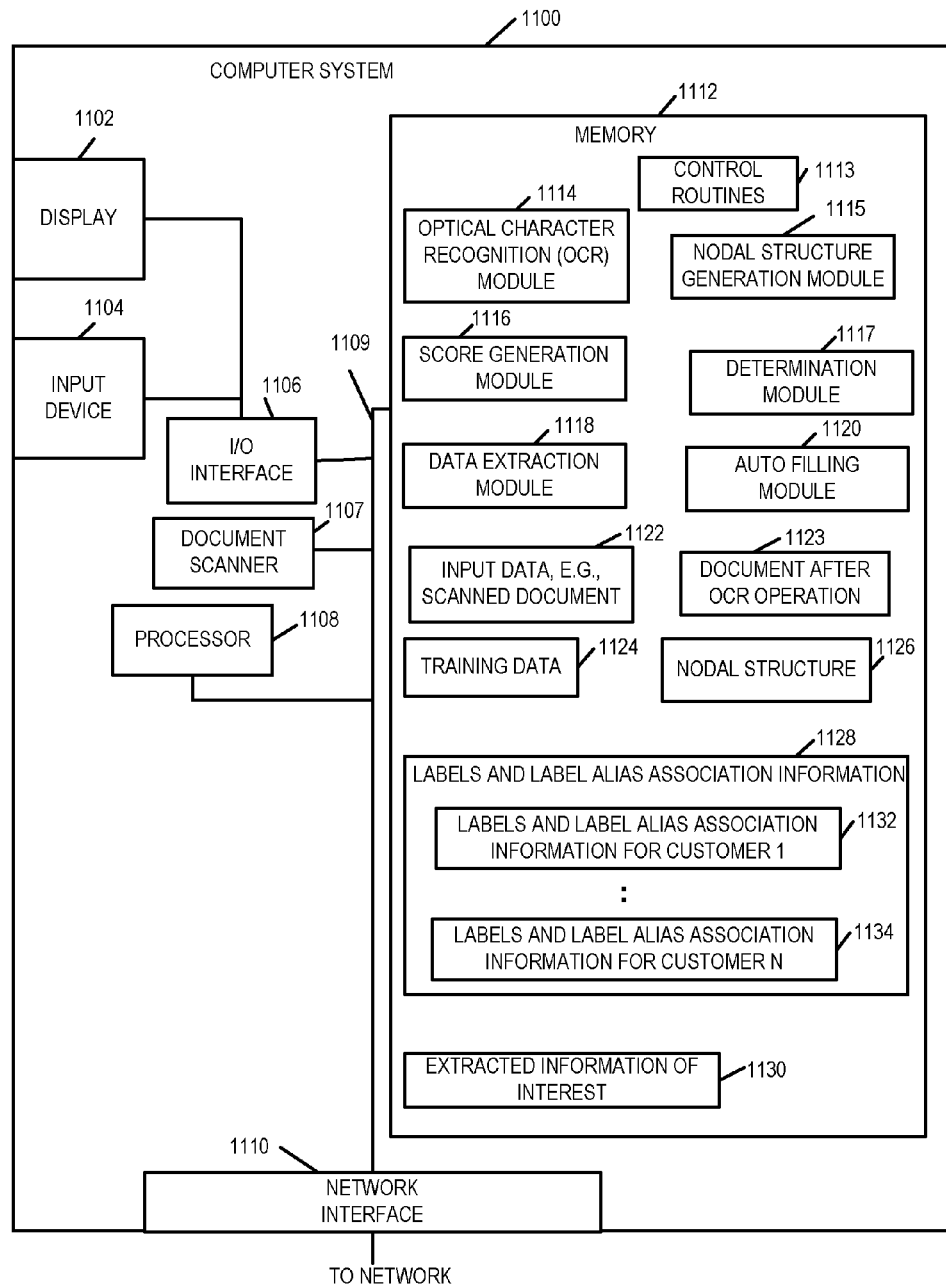 1100
COMPUTER SYSTEM
1112
1102
MEMORY
CONTROL
ROUTINES
1113
1114
1115
DISPLAY
OPTICAL CHARACTER
RECOGNITION (OCR)
MODULE
NODAL STRUCTURE
GENERATION MODULE
1104
1116
1109
1117
INPUT
DEVICE
SCORE GENERATION
MODULE
DETERMINATION
MODULE
1106
1118
1120
I/O
INTERFACE
DATA EXTRACTION
MODULE
AUTO FILLING
MODULE
1107
DOCUMENT
SCANNER
1122
1123
INPUT DATA, E.G.,
SCANNED DOCUMENT
DOCUMENT AFTER
OCR OPERATION
1108
PROCESSOR
TRAINING DATA
1124
NODAL STRUCTURE
1126
1128
LABELS AND LABEL ALIAS ASSOCIATION INFORMATION
LABELS AND LABEL ALIAS ASSOCIATION
INFORMATION FOR CUSTOMER 1
1132
:
LABELS AND LABEL ALIAS ASSOCIATION
INFORMATION FOR CUSTOMER N
1134
EXTRACTED INFORMATION OF
INTEREST
1130
1110
NETWORK
INTERFACE
TO NETWORK